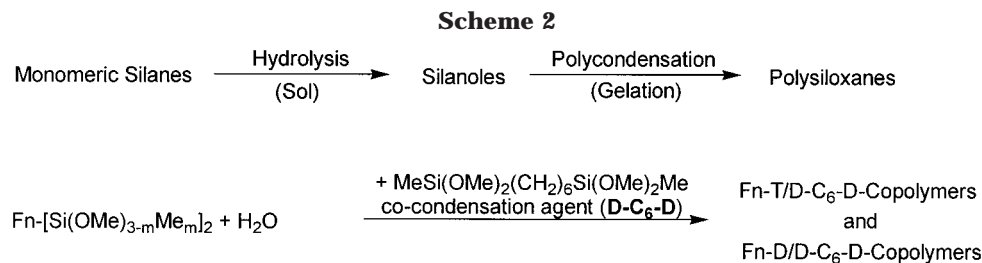 Scheme 2
Monomeric Silanes Hydrolysis (Sol) Silanoles Polycondensation (Gelation) Polysiloxanes
Fn-[Si(OMe)3-mMem]2 + H2O
+ MeSi(OMe)2(CH2)6Si(OMe)2Me
co-condensation agent (D-C6-D)
Fn-T/D-C6-D-Copolymers
and
Fn-D/D-C6-D-Copolymers